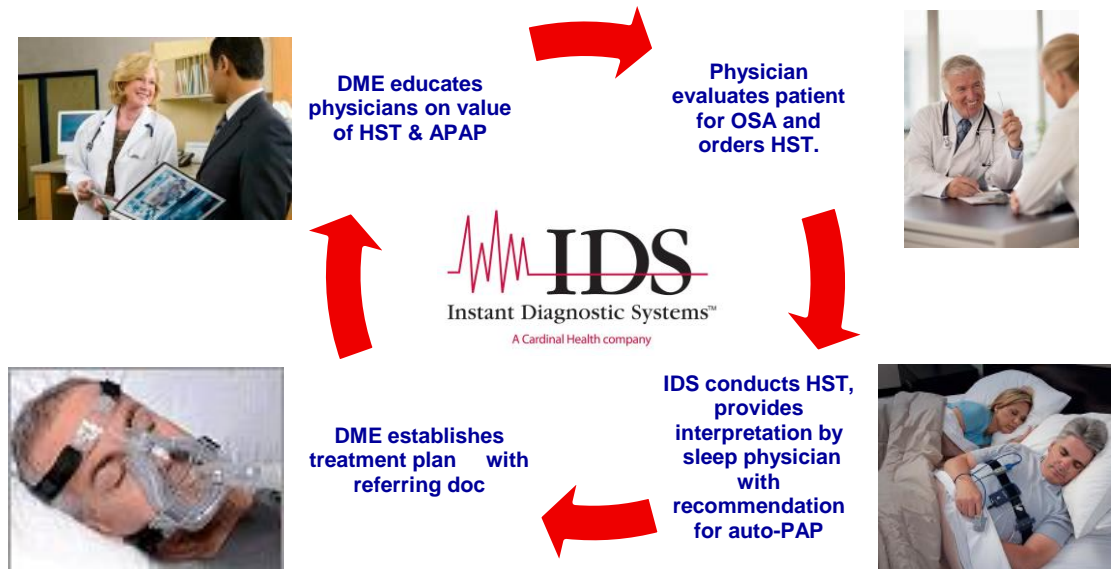 DME educates
physicians on value
of HST & APAP
Physician
evaluates patient
for OSA and
orders HST.
IDS
Instant Diagnostic Systems™
A Cardinal Health company
IDS conducts HST,
provides
interpretation by
sleep physician
with
recommendation
for auto-PAP
DME establishes
treatment plan with
referring doc